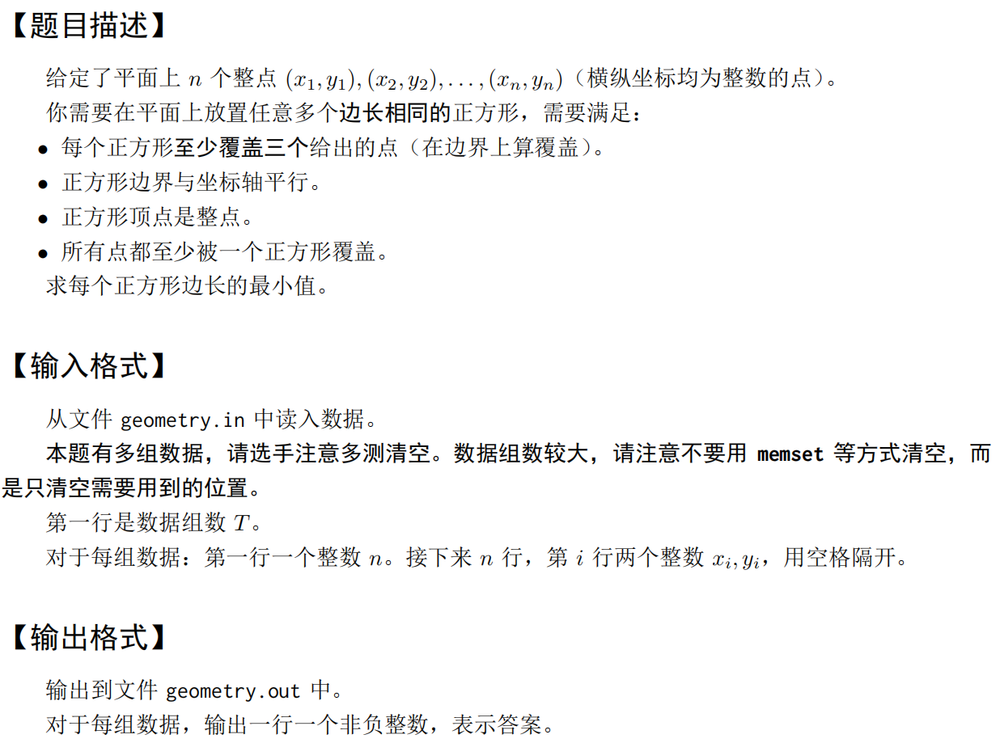 【题目描述】
给定了平面上 n 个整点 (x₁, y₁), (x₂, y₂), . . . , (xₙ, yₙ)（横纵坐标均为整数的点）。
你需要在平面上放置任意多个边长相同的正方形，需要满足：
• 每个正方形至少覆盖三个给出的点（在边界上算覆盖）。
• 正方形边界与坐标轴平行。
• 正方形顶点是整点。
• 所有点都至少被一个正方形覆盖。
求每个正方形边长的最小值。
【输入格式】
从文件 geometry.in 中读入数据。
本题有多组数据，请选手注意多测清空。数据组数较大，请注意不要用 memset 等方式清空，而
是只清空需要用到的位置。
第一行是数据组数 T。
对于每组数据：第一行一个整数 n。接下来 n 行，第 i 行两个整数 xᵢ, yᵢ，用空格隔开。
【输出格式】
输出到文件 geometry.out 中。
对于每组数据，输出一行一个非负整数，表示答案。